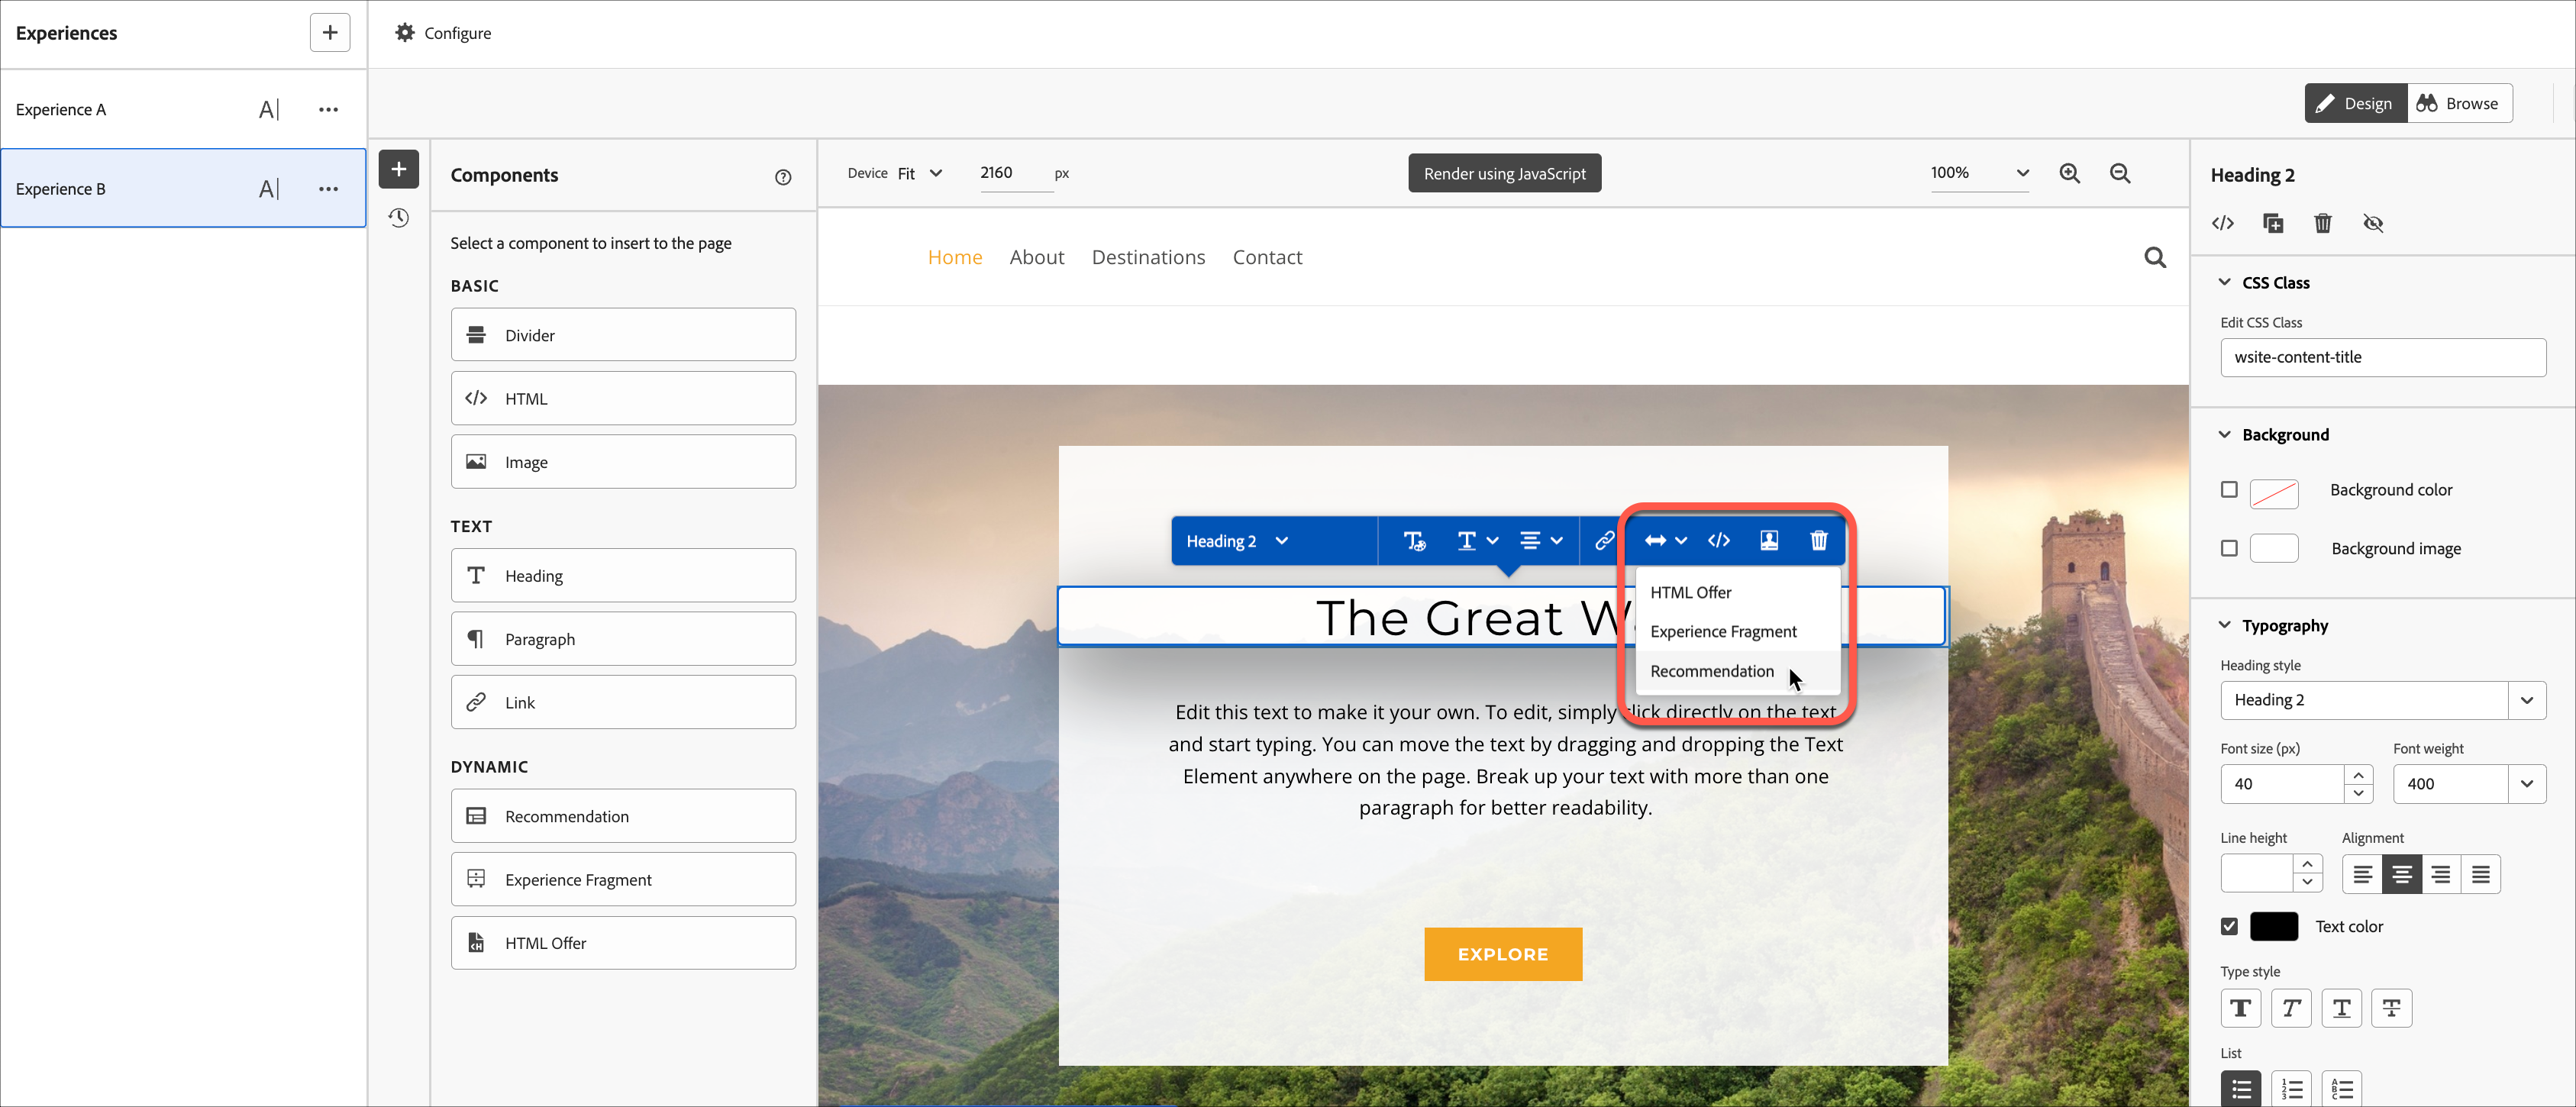 Experiences
Configure
Experience A
Experience B
Design
Browse
Components
Select a component to insert to the page
BASIC
Divider
HTML
Image
TEXT
Heading
Paragraph
Link
DYNAMIC
Recommendation
Experience Fragment
HTML Offer
Device Fit 2160 px
Render using JavaScript
100%
Home About Destinations Contact
Heading 2
HTML Offer
Experience Fragment
Recommendation
The Great
Edit this text to make it your own. To edit, simply click directly on the text
and start typing. You can move the text by dragging and dropping the Text
Element anywhere on the page. Break up your text with more than one
paragraph for better readability.
EXPLORE
Heading 2
CSS Class
Edit CSS Class
wsite-content-title
Background
Background color
Background image
Typography
Heading style
Heading 2
Font size (px) Font weight
40 400
Line height Alignment
Text color
Type style
List